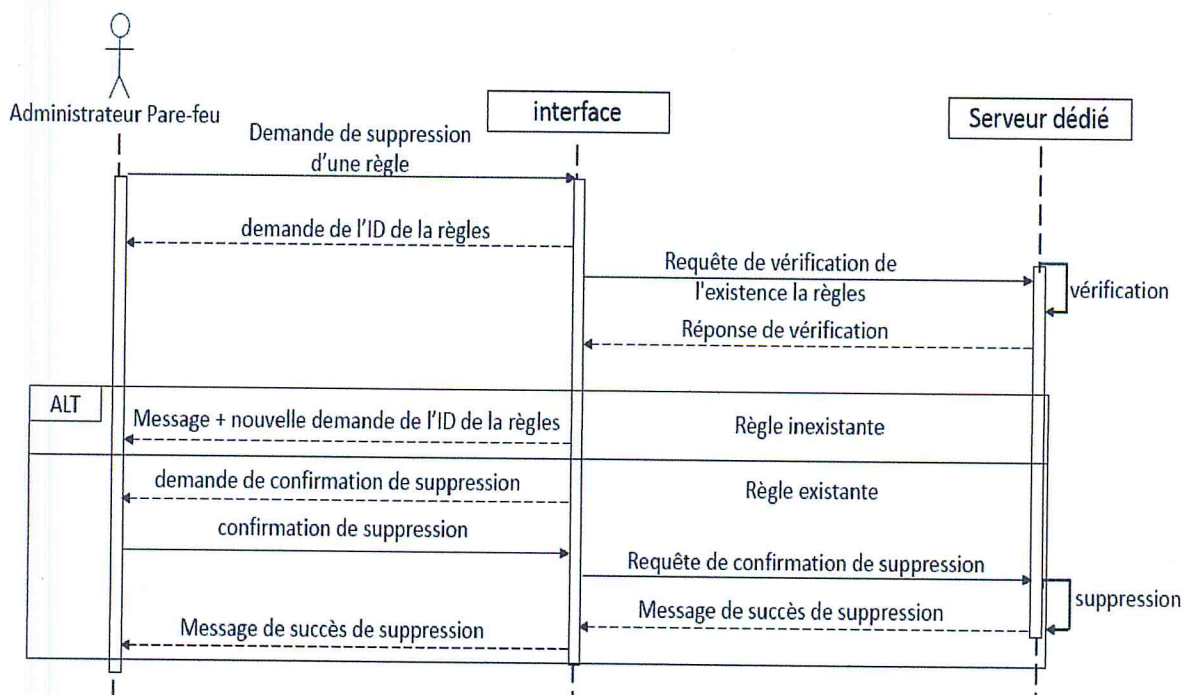 Administrateur Pare-feu
interface
Serveur dédié
Demande de suppression
d'une règle
demande de l'ID de la règles
Requête de vérification de
l'existence la règles
vérification
Réponse de vérification
ALT
Message + nouvelle demande de l'ID de la règles
Règle inexistante
demande de confirmation de suppression
Règle existante
confirmation de suppression
Requête de confirmation de suppression
suppression
Message de succès de suppression
Message de succès de suppression